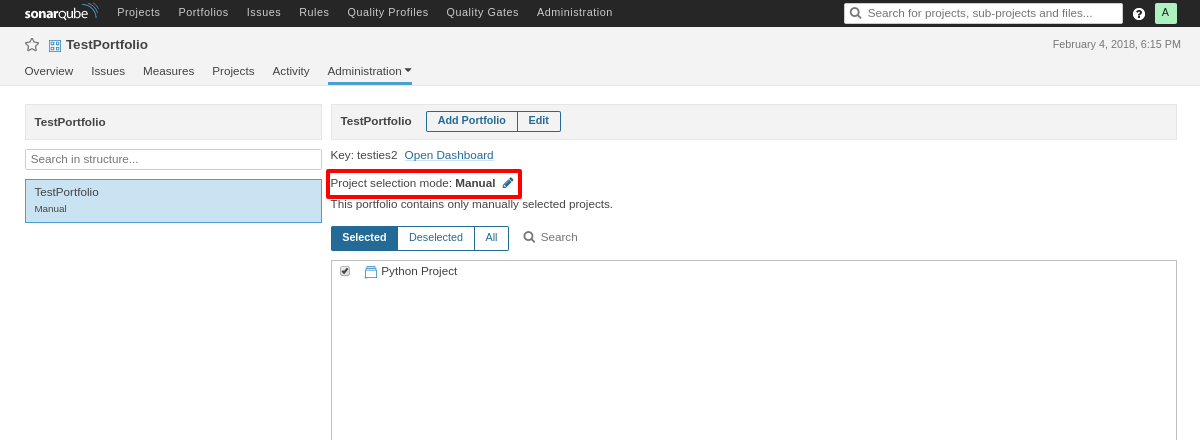 sonarqube Projects Portfolios Issues Rules Quality Profiles Quality Gates Administration Search for projects, sub-projects and files... ? A
TestPortfolio February 4, 2018, 6:15 PM
Overview Issues Measures Projects Activity Administration
TestPortfolio
Search in structure...
TestPortfolio
Manual
TestPortfolio Add Portfolio Edit
Key: testies2 Open Dashboard
Project selection mode: Manual
This portfolio contains only manually selected projects.
Selected Deselected All Search
Python Project